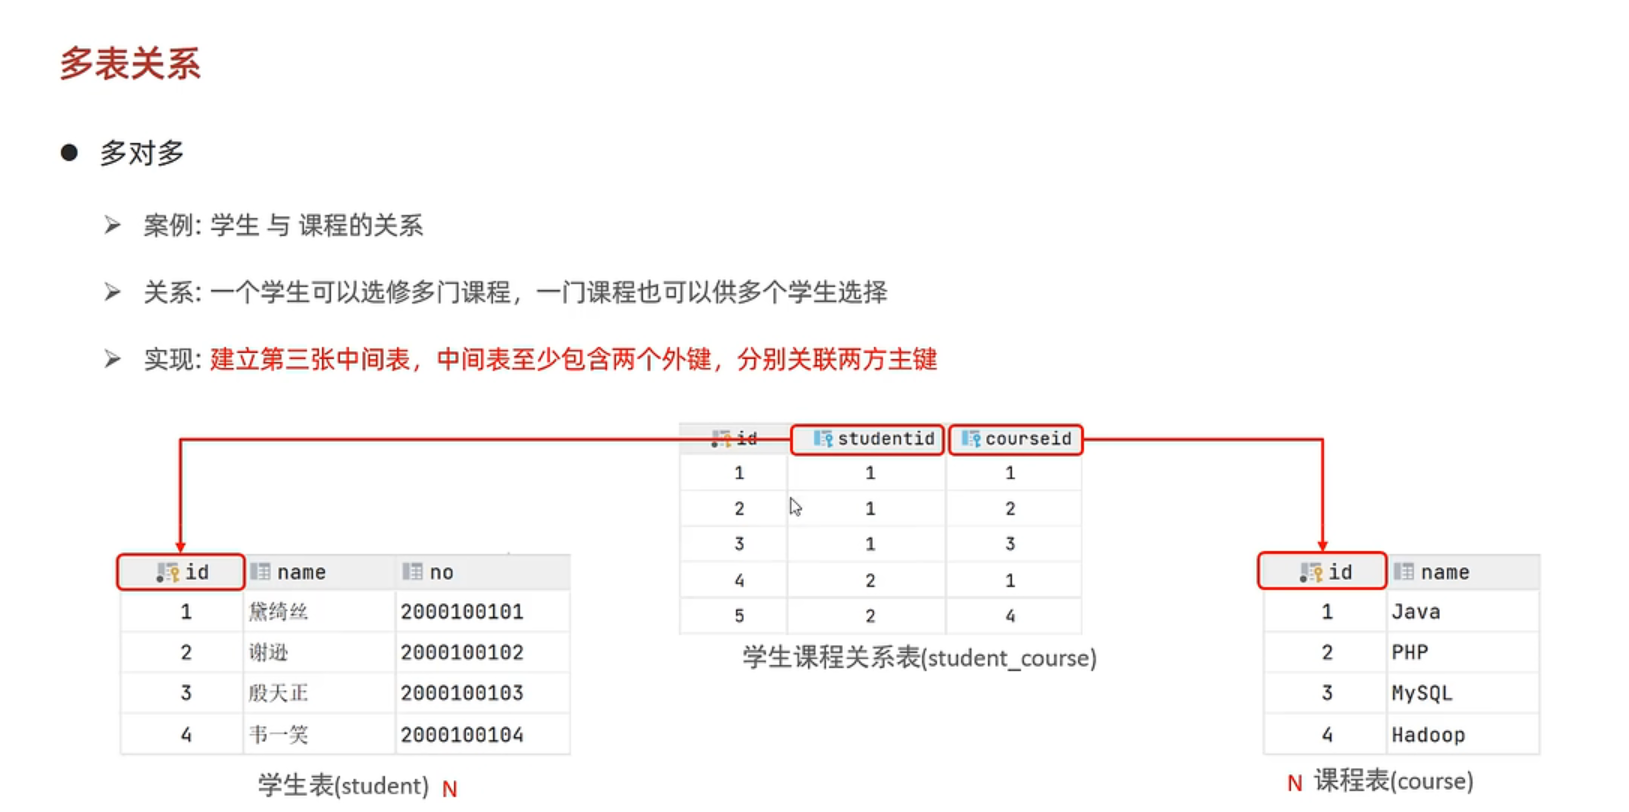 多表关系
多对多
案例: 学生 与 课程的关系
关系: 一个学生可以选修多门课程，一门课程也可以供多个学生选择
实现: 建立第三张中间表，中间表至少包含两个外键，分别关联两方主键
id studentid courseid
1 1 1
2 1 2
3 1 3
4 2 1
5 2 4
学生课程关系表(student_course)
id name no
1 黛绮丝 2000100101
2 谢逊 2000100102
3 殷天正 2000100103
4 韦一笑 2000100104
学生表(student) N
id name
1 Java
2 PHP
3 MySQL
4 Hadoop
N 课程表(course)